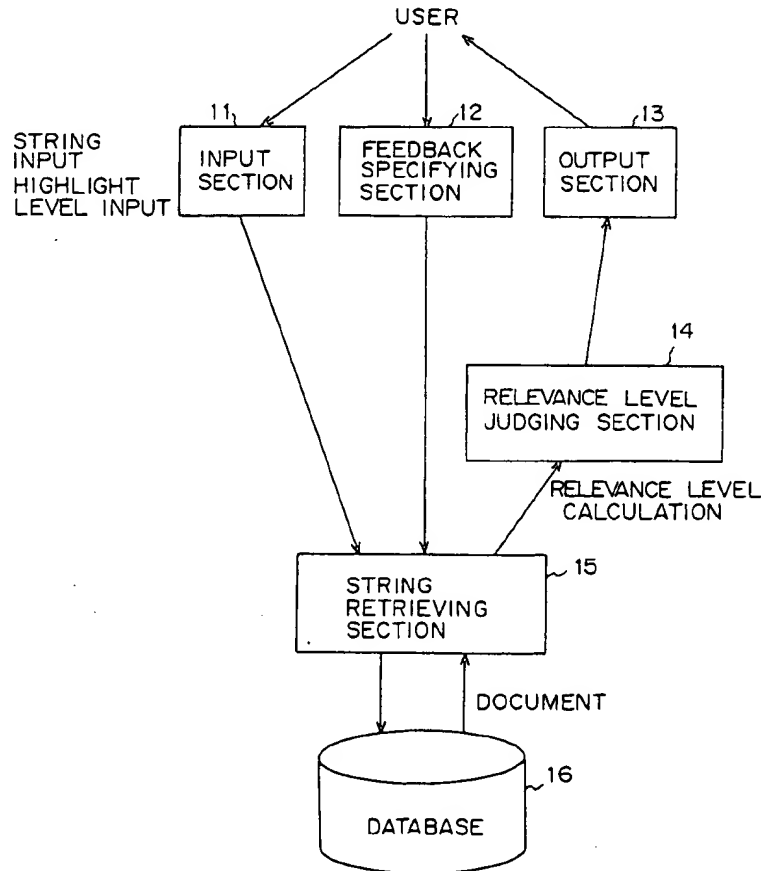 USER
11
12
13
STRING
INPUT
HIGHLIGHT
LEVEL INPUT
INPUT
SECTION
FEEDBACK
SPECIFYING
SECTION
OUTPUT
SECTION
14
RELEVANCE LEVEL
JUDGING SECTION
RELEVANCE LEVEL
CALCULATION
15
STRING
RETRIEVING
SECTION
DOCUMENT
16
DATABASE